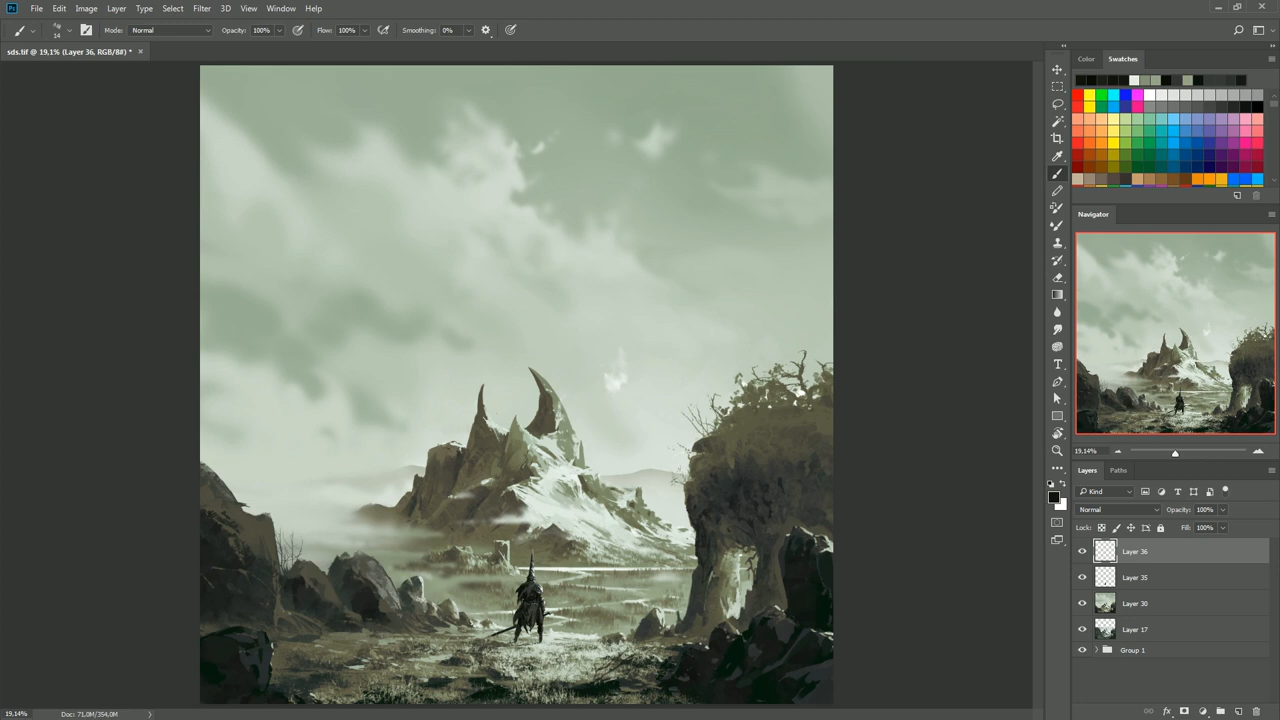 Ps File Edit Image Layer Type Select Filter 3D View Window Help
14 Mode: Normal Opacity: 100% Flow: 100% Smoothing: 0%
sds.tif @ 19,1% (Layer 36, RGB/8#) * ×
Color Swatches
Navigator
19,14%
Layers Paths
Kind
Normal Opacity: 100%
Lock: Fill: 100%
Layer 36
Layer 35
Layer 30
Layer 17
Group 1
fx
19,14% Doc: 71,0M/354,0M